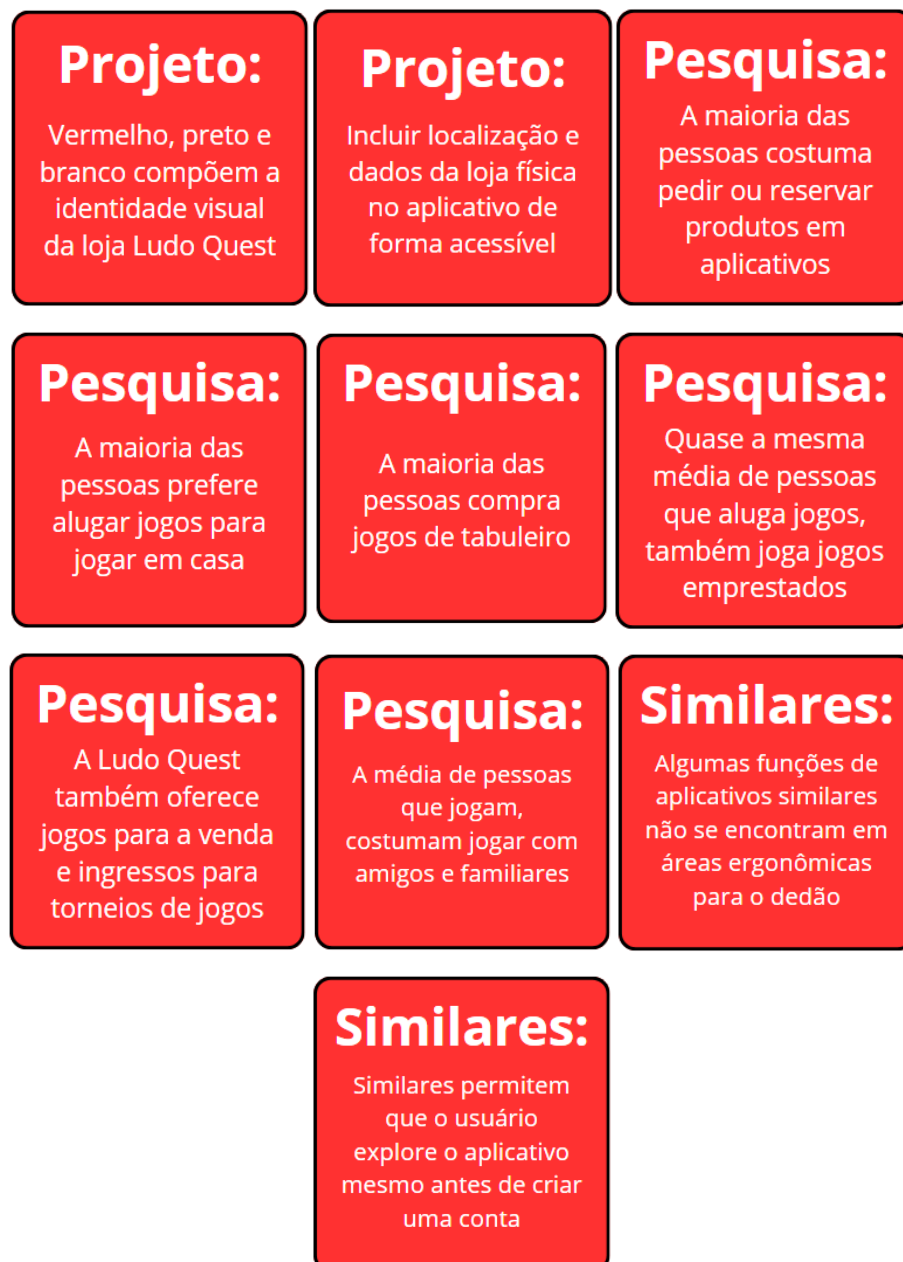 Projeto:
Vermelho, preto e
branco compõem a
identidade visual
da loja Ludo Quest
Projeto:
Incluir localização e
dados da loja física
no aplicativo de
forma acessível
Pesquisa:
A maioria das
pessoas costuma
pedir ou reservar
produtos em
aplicativos
Pesquisa:
A maioria das
pessoas prefere
alugar jogos para
jogar em casa
Pesquisa:
A maioria das
pessoas compra
jogos de tabuleiro
Pesquisa:
Quase a mesma
média de pessoas
que aluga jogos,
também joga jogos
emprestados
Pesquisa:
A Ludo Quest
também oferece
jogos para a venda
e ingressos para
torneios de jogos
Pesquisa:
A média de pessoas
que jogam,
costumam jogar com
amigos e familiares
Similares:
Algumas funções de
aplicativos similares
não se encontram em
áreas ergonômicas
para o dedão
Similares:
Similares permitem
que o usuário
explore o aplicativo
mesmo antes de criar
uma conta